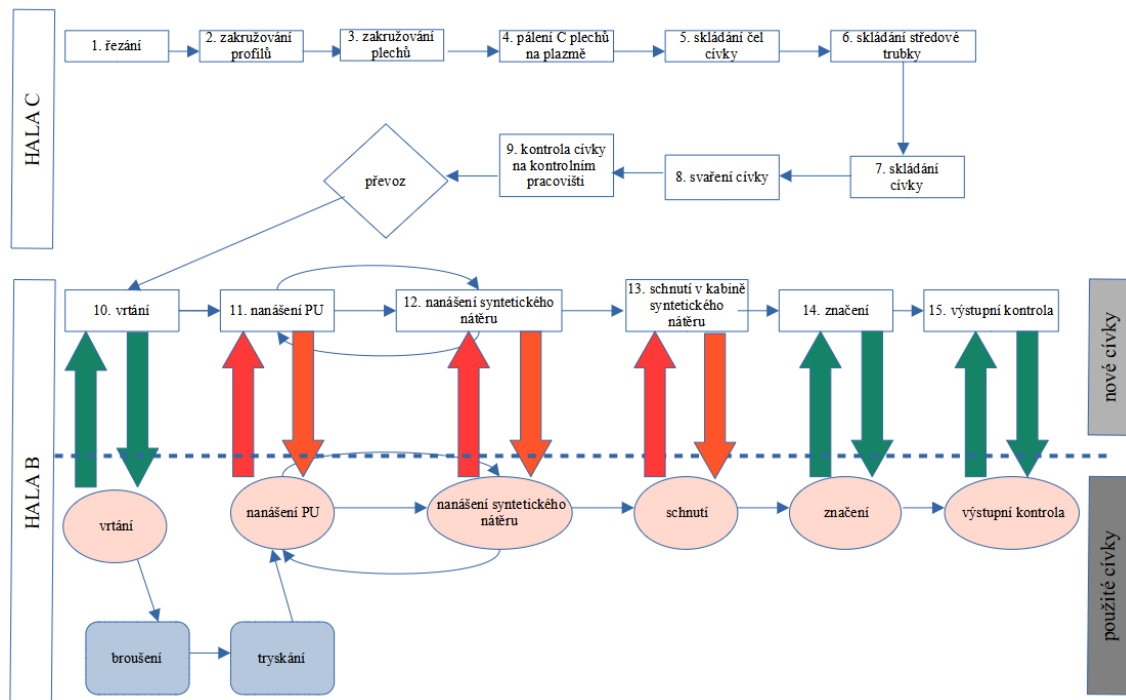 HALA C
1. řezání
2. zakružování
profilů
3. zakružování
plechů
4. pálení C plechů
na plazmě
5. skládání čel
cívky
6. skládání středové
trubky
převoz
9. kontrola cívky
na kontrolním
pracovišti
8. svaření cívky
7. skládání
cívky
HALA B
10. vrtání
11. nanášení PU
12. nanášení syntetického
nátěru
13. schnutí v kabině
syntetického
nátěru
14. značení
15. výstupní kontrola
nové cívky
vrtání
nanášení PU
nanášení syntetického
nátěru
schnutí
značení
výstupní kontrola
použité cívky
broušení
tryskání